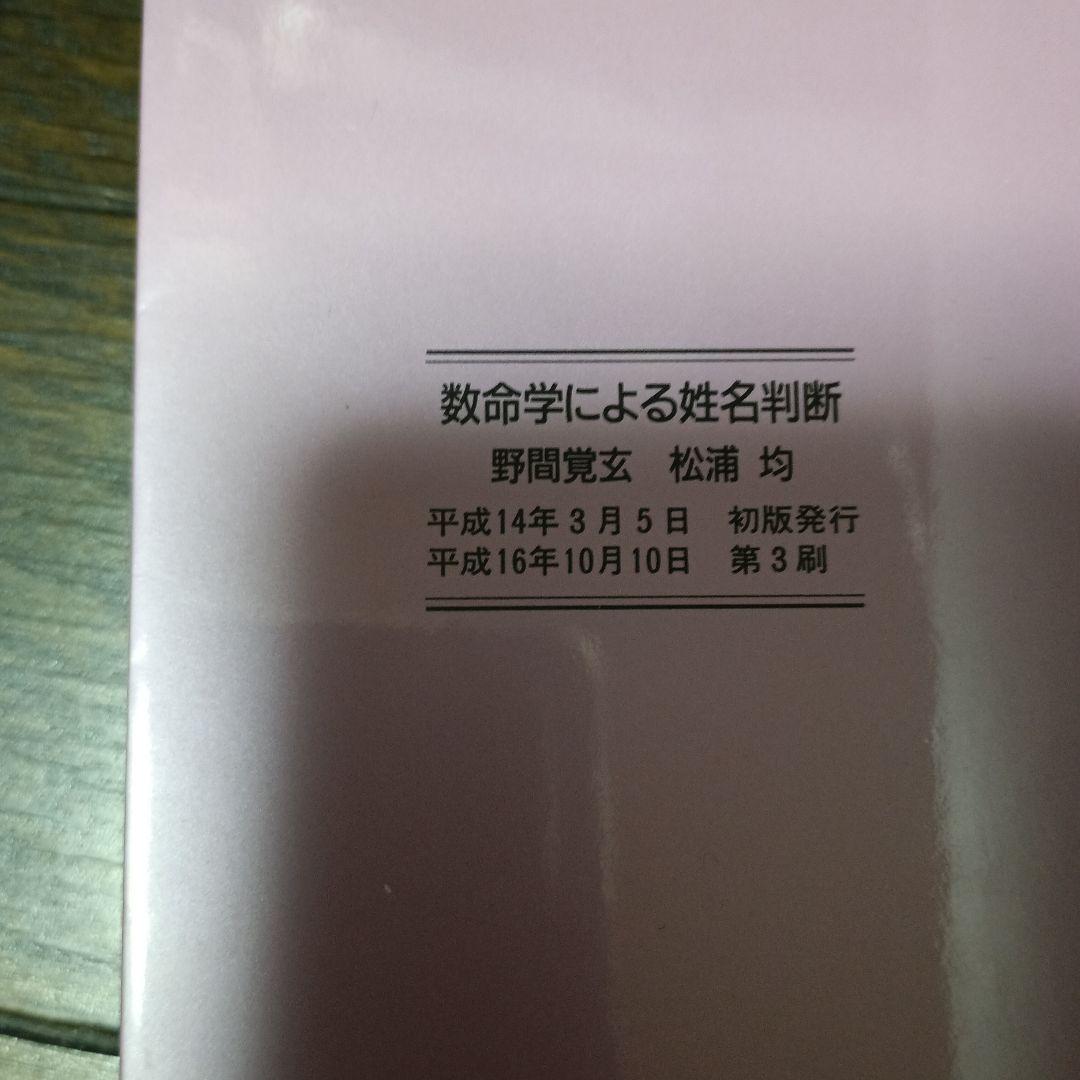 数命学による姓名判断
野間覚玄　松浦 均
平成14年3月5日　初版発行
平成16年10月10日　第3刷